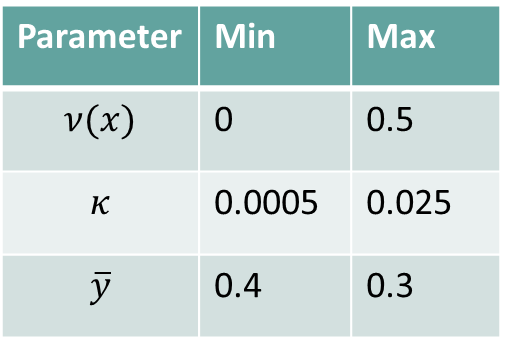 Parameter Min Max
ν(x) 0 0.5
κ 0.0005 0.025
ȳ 0.4 0.3